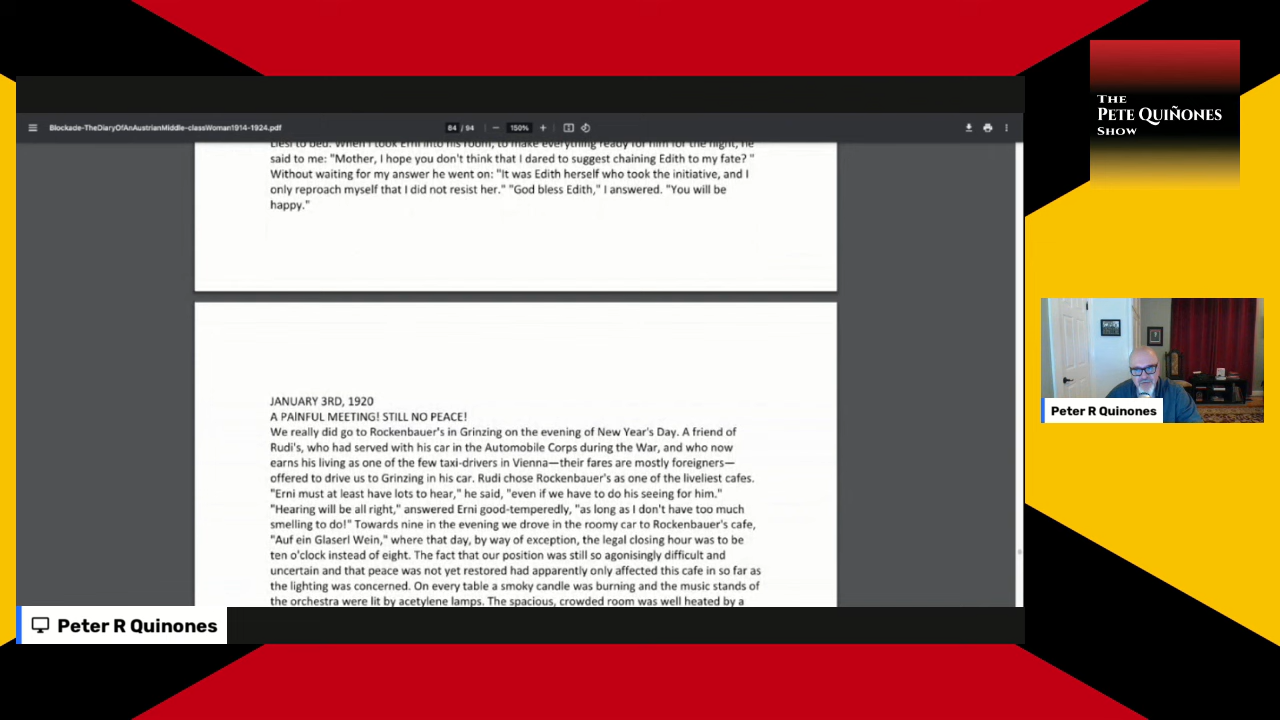 THE
PETE QUIÑONES
SHOW
Blockade-TheDiaryOfAnAustrianMiddle-classWoman1914-1924.pdf
84 / 94
150%
Liesl to bed. When I took Erni into his room, to make everything ready for him for the night, he
said to me: "Mother, I hope you don't think that I dared to suggest chaining Edith to my fate? "
Without waiting for my answer he went on: "It was Edith herself who took the initiative, and I
only reproach myself that I did not resist her." "God bless Edith," I answered. "You will be
happy."
JANUARY 3RD, 1920
A PAINFUL MEETING! STILL NO PEACE!
We really did go to Rockenbauer's in Grinzing on the evening of New Year's Day. A friend of
Rudi's, who had served with his car in the Automobile Corps during the War, and who now
earns his living as one of the few taxi-drivers in Vienna—their fares are mostly foreigners—
offered to drive us to Grinzing in his car. Rudi chose Rockenbauer's as one of the liveliest cafes.
"Erni must at least have lots to hear," he said, "even if we have to do his seeing for him."
"Hearing will be all right," answered Erni good-temperedly, "as long as I don't have too much
smelling to do!" Towards nine in the evening we drove in the roomy car to Rockenbauer's cafe,
"Auf ein Glaserl Wein," where that day, by way of exception, the legal closing hour was to be
ten o'clock instead of eight. The fact that our position was still so agonisingly difficult and
uncertain and that peace was not yet restored had apparently only affected this cafe in so far as
the lighting was concerned. On every table a smoky candle was burning and the music stands of
the orchestra were lit by acetylene lamps. The spacious, crowded room was well heated by a
Peter R Quinones
Peter R Quinones